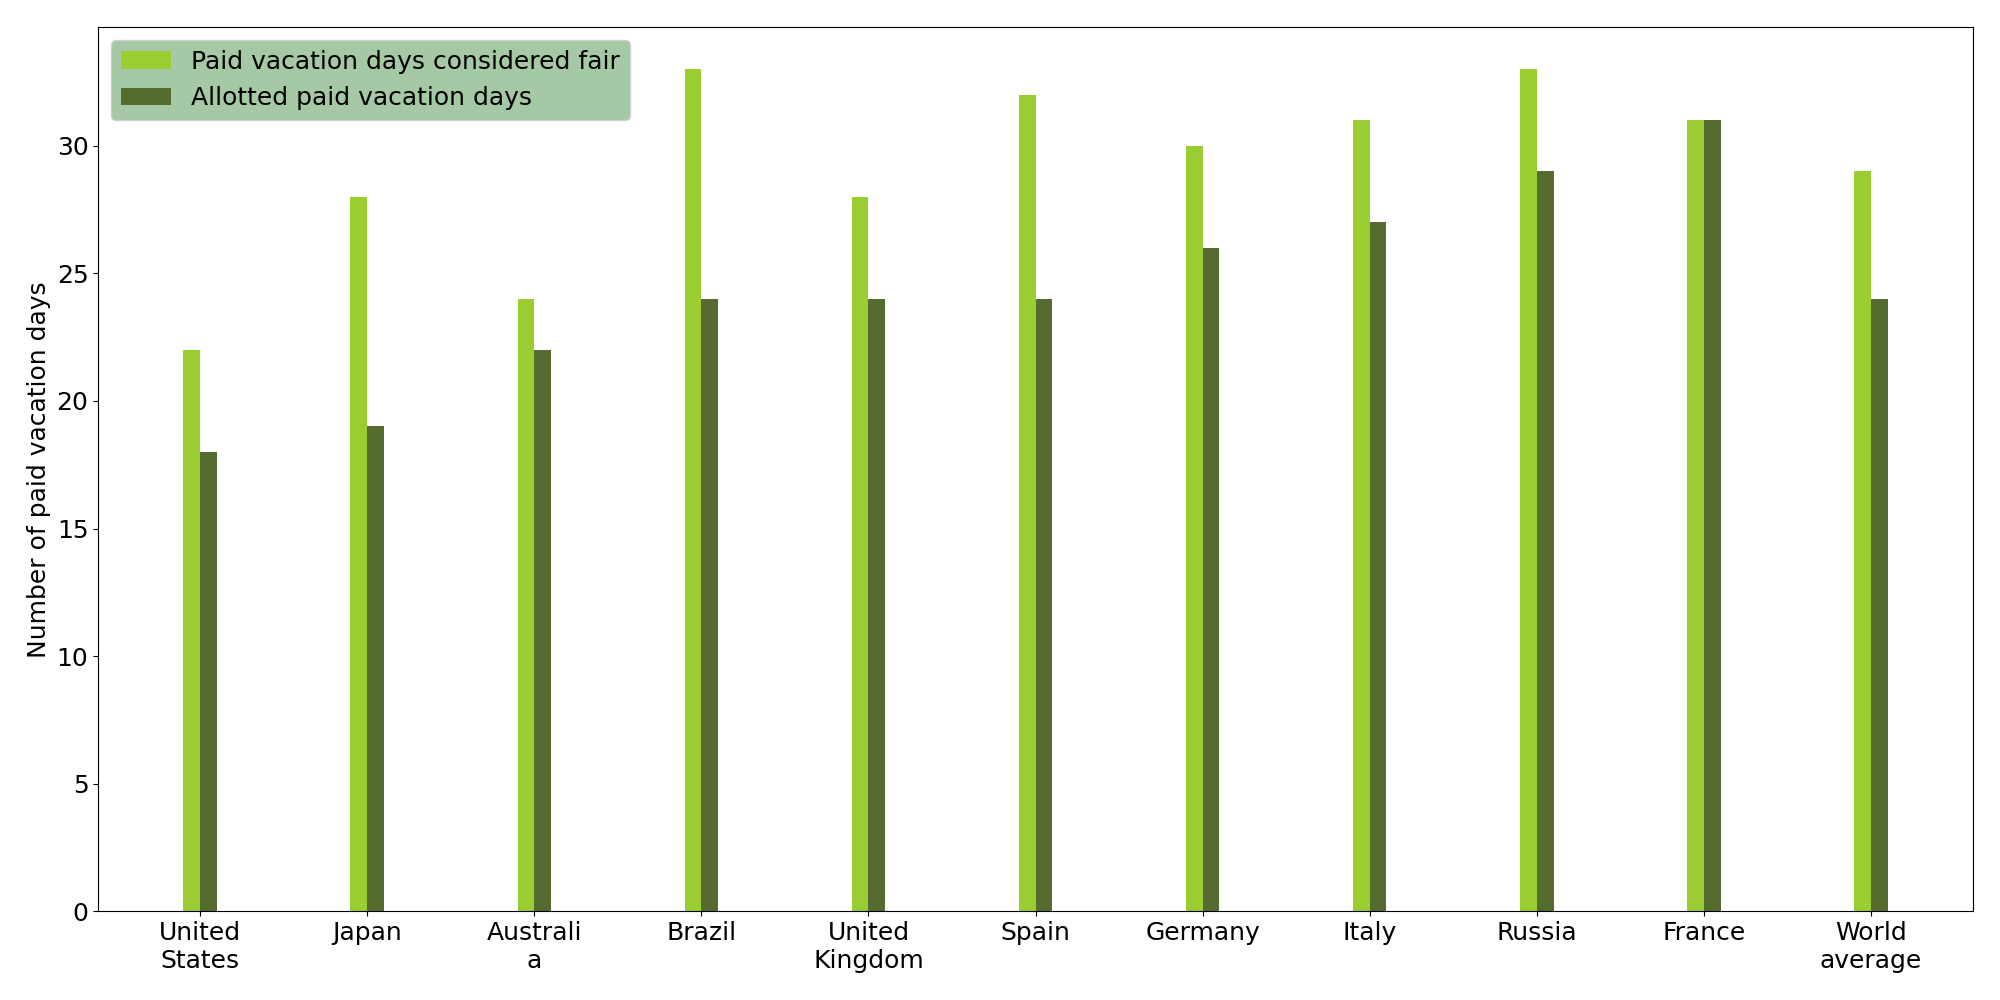 Paid vacation days considered fair
Allotted paid vacation days
Number of paid vacation days
30
25
20
15
10
5
0
United
States
Japan
Australi
a
Brazil
United
Kingdom
Spain
Germany
Italy
Russia
France
World
average